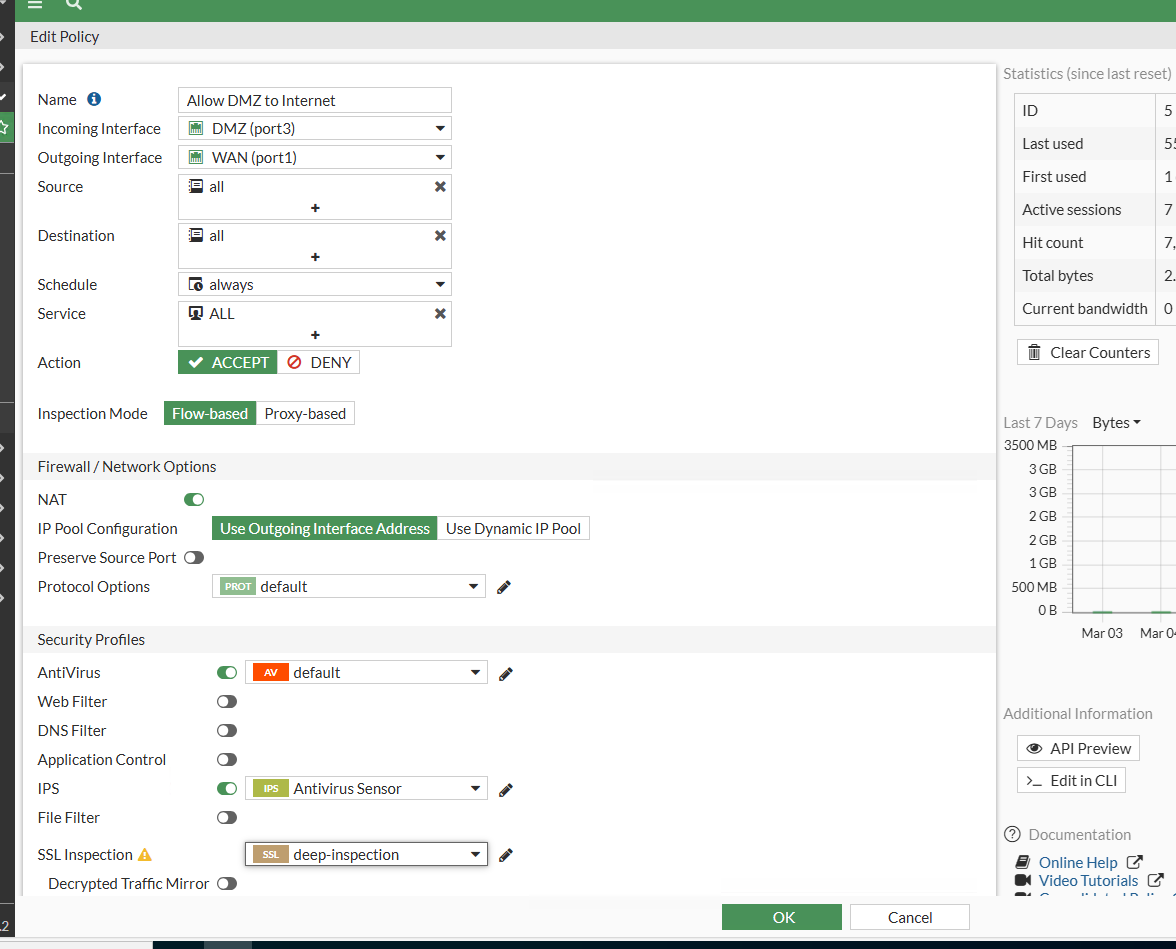 Edit Policy
Name Allow DMZ to Internet
Incoming Interface DMZ (port3)
Outgoing Interface WAN (port1)
Source all
+
Destination all
+
Schedule always
Service ALL
+
Action ACCEPT DENY
Inspection Mode Flow-based Proxy-based
Firewall / Network Options
NAT
IP Pool Configuration Use Outgoing Interface Address Use Dynamic IP Pool
Preserve Source Port
Protocol Options PROT default
Security Profiles
AntiVirus AV default
Web Filter
DNS Filter
Application Control
IPS IPS Antivirus Sensor
File Filter
SSL Inspection SSL deep-inspection
Decrypted Traffic Mirror
OK Cancel
Statistics (since last reset)
ID 5
Last used 55
First used 1
Active sessions 7
Hit count 7,
Total bytes 2.
Current bandwidth 0
Clear Counters
Last 7 Days Bytes
3500 MB
3 GB
3 GB
2 GB
2 GB
1 GB
500 MB
0 B
Mar 03 Mar 04
Additional Information
API Preview
>_ Edit in CLI
Documentation
Online Help
Video Tutorials
.2